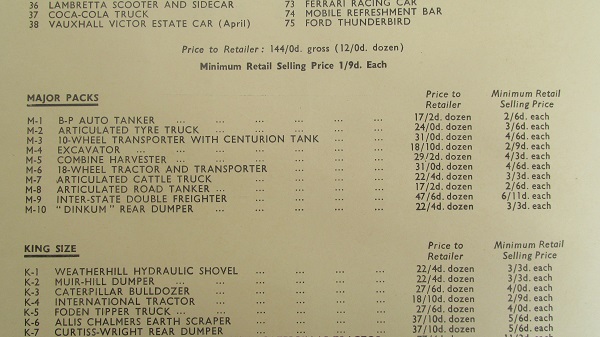 36 LAMBRETTA SCOOTER AND SIDECAR 73 FERRARI RACING CAR
37 COCA-COLA TRUCK 74 MOBILE REFRESHMENT BAR
38 VAUXHALL VICTOR ESTATE CAR (April) 75 FORD THUNDERBIRD
Price to Retailer: 144/0d. gross (12/0d. dozen)
Minimum Retail Selling Price 1/9d. Each
MAJOR PACKS Price to Retailer Minimum Retail Selling Price
M-1 B-P AUTO TANKER ... ... ... ... ... 17/2d. dozen 2/6d. each
M-2 ARTICULATED TYRE TRUCK ... ... ... ... 24/0d. dozen 3/6d. each
M-3 10-WHEEL TRANSPORTER WITH CENTURION TANK ... ... 31/0d. dozen 4/6d. each
M-4 EXCAVATOR ... ... ... ... ... ... 18/10d. dozen 2/9d. each
M-5 COMBINE HARVESTER ... ... ... ... ... 29/2d. dozen 4/3d. each
M-6 18-WHEEL TRACTOR AND TRANSPORTER ... ... ... 31/0d. dozen 4/6d. each
M-7 ARTICULATED CATTLE TRUCK ... ... ... ... 22/4d. dozen 3/3d. each
M-8 ARTICULATED ROAD TANKER ... ... ... ... 17/2d. dozen 2/6d. each
M-9 INTER-STATE DOUBLE FREIGHTER ... ... ... ... 47/6d. dozen 6/11d. each
M-10 "DINKUM" REAR DUMPER ... ... ... ... ... 22/4d. dozen 3/3d. each
KING SIZE Price to Retailer Minimum Retail Selling Price
K-1 WEATHERHILL HYDRAULIC SHOVEL ... ... ... ... 22/4d. dozen 3/3d. each
K-2 MUIR-HILL DUMPER ... ... ... ... ... 22/4d. dozen 3/3d. each
K-3 CATERPILLAR BULLDOZER ... ... ... ... 27/6d. dozen 4/0d. each
K-4 INTERNATIONAL TRACTOR ... ... ... ... 18/10d. dozen 2/9d. each
K-5 FODEN TIPPER TRUCK ... ... ... ... ... 27/6d. dozen 4/0d. each
K-6 ALLIS CHALMERS EARTH SCRAPER ... ... ... ... 37/10d. dozen 5/6d. each
K-7 CURTISS-WRIGHT REAR DUMPER ... ... ... ... 37/10d. dozen 5/6d. each